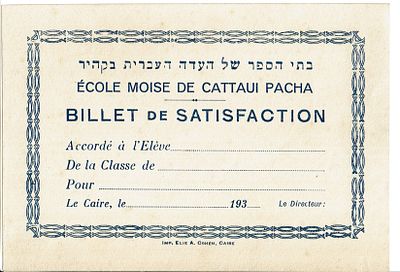 בתי הספר של העדה העברית בקהיר
ÉCOLE MOISE DE CATTAUI PACHA
BILLET DE SATISFACTION
Accordé à l'Elève
De la Classe de
Pour
Le Caire, le 193 Le Directeur:
IMP. ELIE A. COHEN, CAIRE